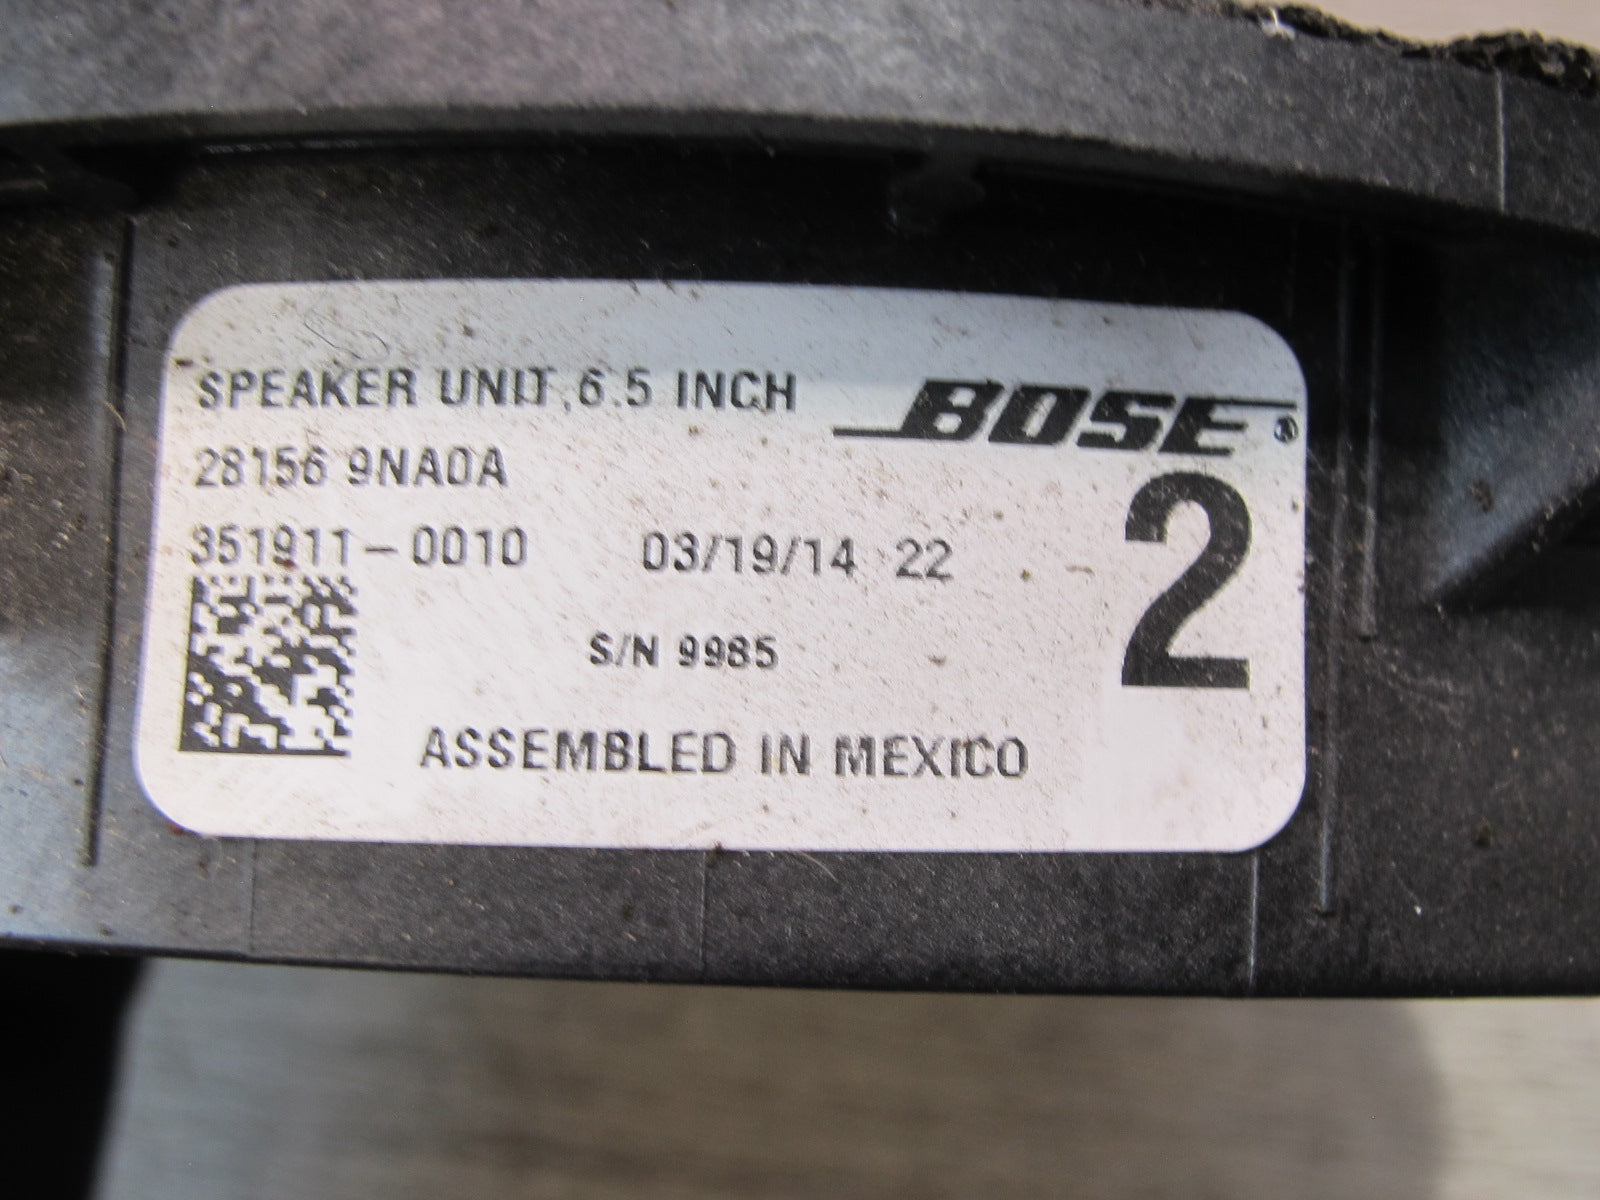 SPEAKER UNIT,6.5 INCH
BOSE®
28156 9NA0A
351911-0010 03/19/14 22
2
S/N 9985
ASSEMBLED IN MEXICO